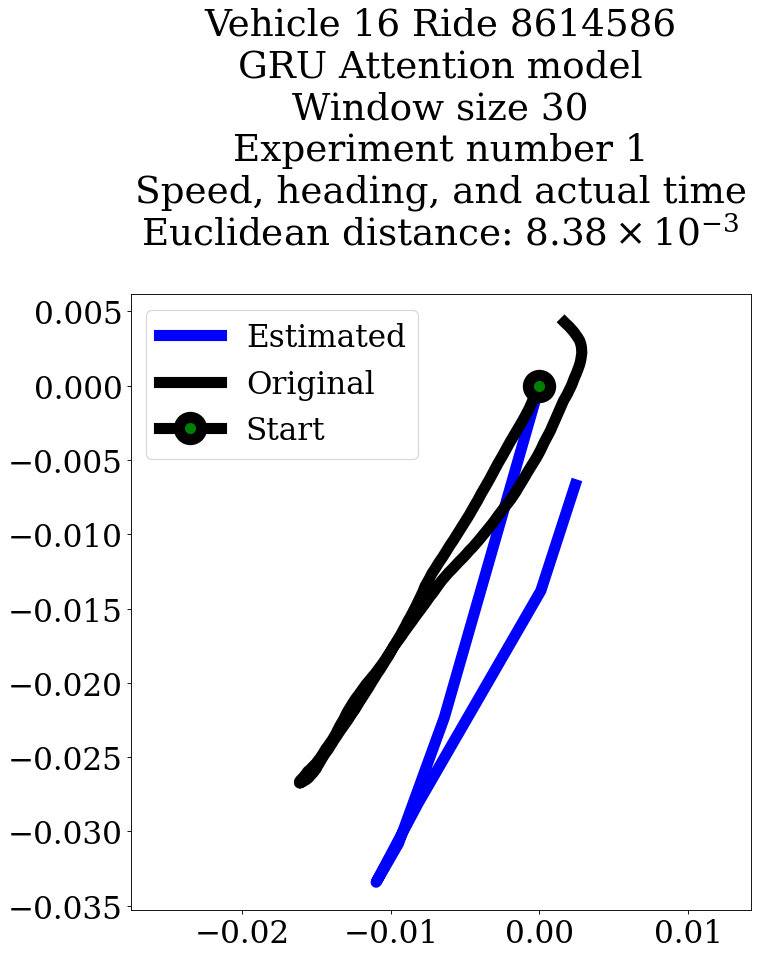 Vehicle 16 Ride 8614586
GRU Attention model
Window size 30
Experiment number 1
Speed, heading, and actual time
Euclidean distance: 8.38 × 10⁻³
Estimated
Original
Start
0.005
0.000
−0.005
−0.010
−0.015
−0.020
−0.025
−0.030
−0.035
−0.02
−0.01
0.00
0.01